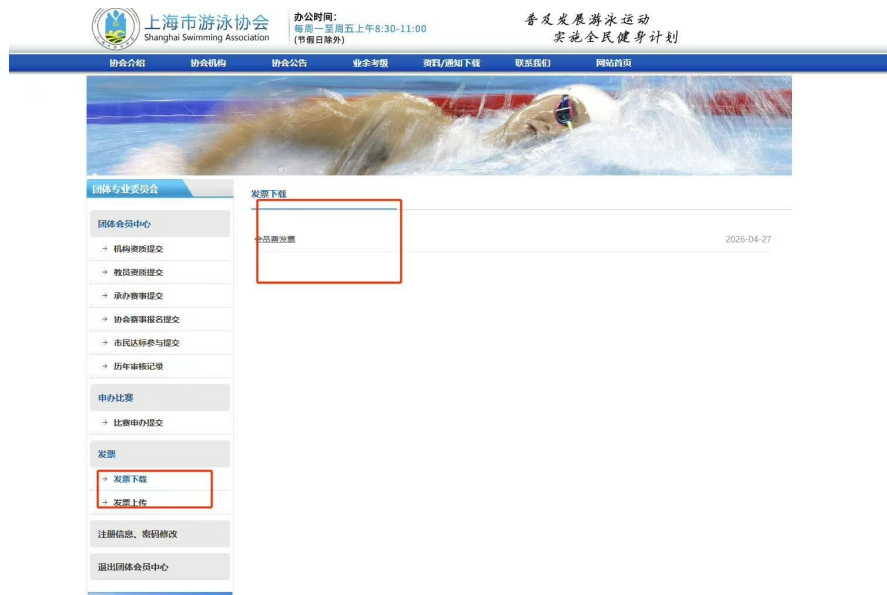 上海市游泳协会
Shanghai Swimming Association
办公时间：
每周一至周五上午8:30-11:00
(节假日除外)
普及发展游泳运动
实施全民健身计划
协会介绍 协会机构 协会公告 业余考级 资料/通知下载 联系我们 网站首页
团体专业委员会
发票下载
团体会员中心
会员费发票 2026-04-27
机构资质提交
教员资质提交
承办赛事提交
协会赛事报名提交
市民达标参与提交
历年审核记录
申办比赛
比赛申办提交
发票
发票下载
发票上传
注册信息、密码修改
退出团体会员中心